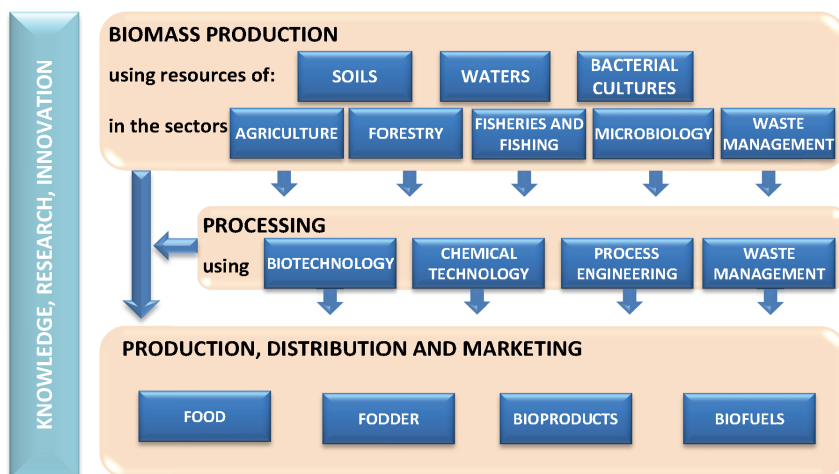 KNOWLEDGE, RESEARCH, INNOVATION
BIOMASS PRODUCTION
using resources of:
SOILS
WATERS
BACTERIAL
CULTURES
in the sectors
AGRICULTURE
FORESTRY
FISHERIES AND
FISHING
MICROBIOLOGY
WASTE
MANAGEMENT
PROCESSING
using
BIOTECHNOLOGY
CHEMICAL
TECHNOLOGY
PROCESS
ENGINEERING
WASTE
MANAGEMENT
PRODUCTION, DISTRIBUTION AND MARKETING
FOOD
FODDER
BIOPRODUCTS
BIOFUELS